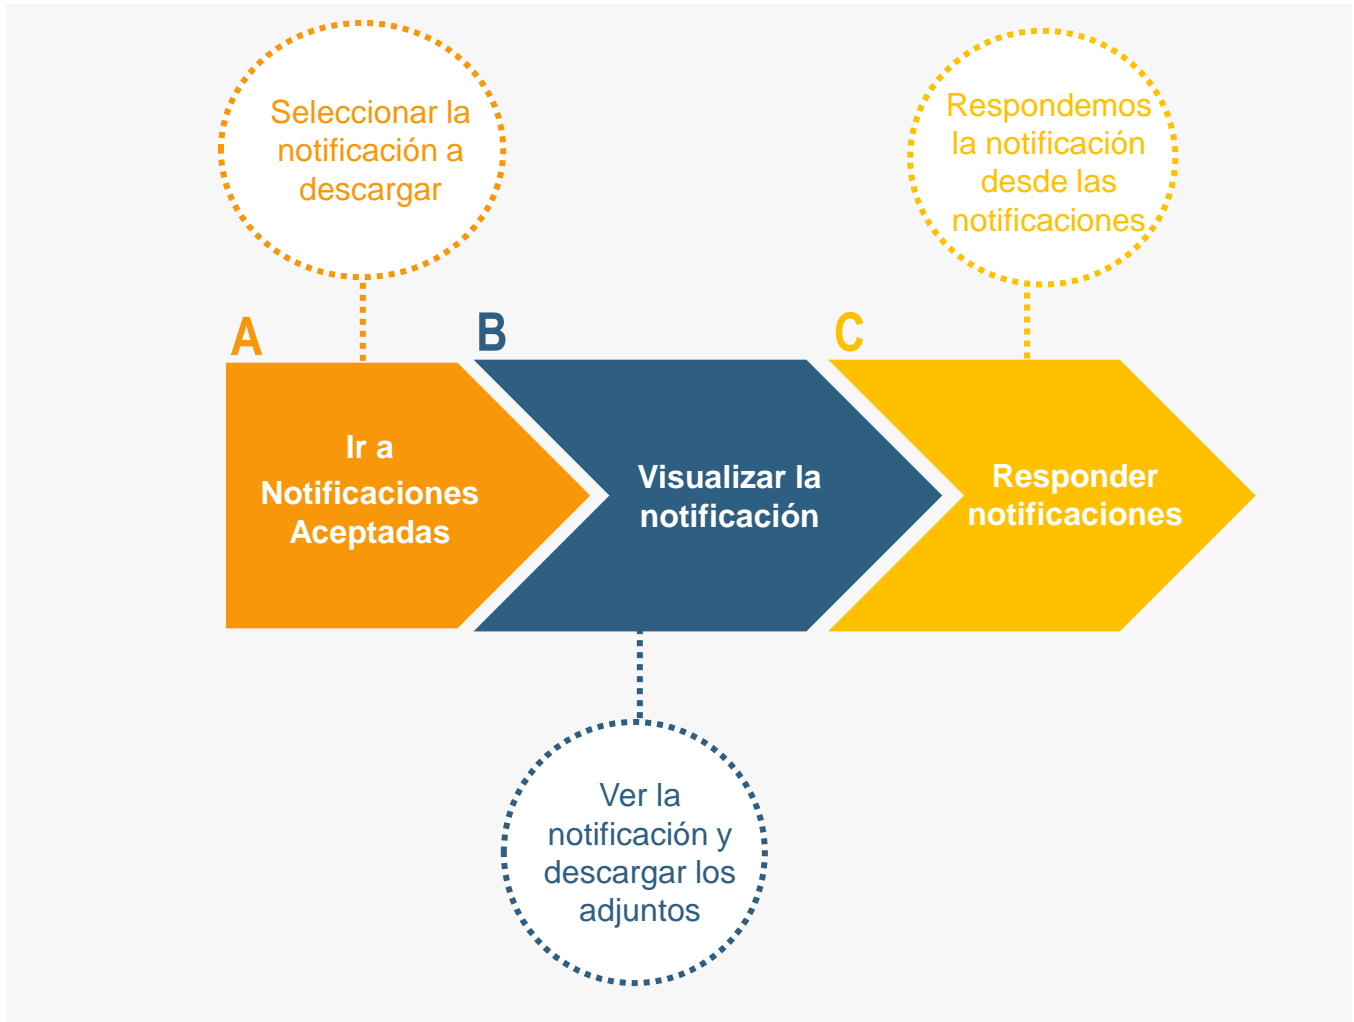 Seleccionar la
notificación a
descargar
Respondemos
la notificación
desde las
notificaciones
A
B
C
Ir a
Notificaciones
Aceptadas
Visualizar la
notificación
Responder
notificaciones
Ver la
notificación y
descargar los
adjuntos